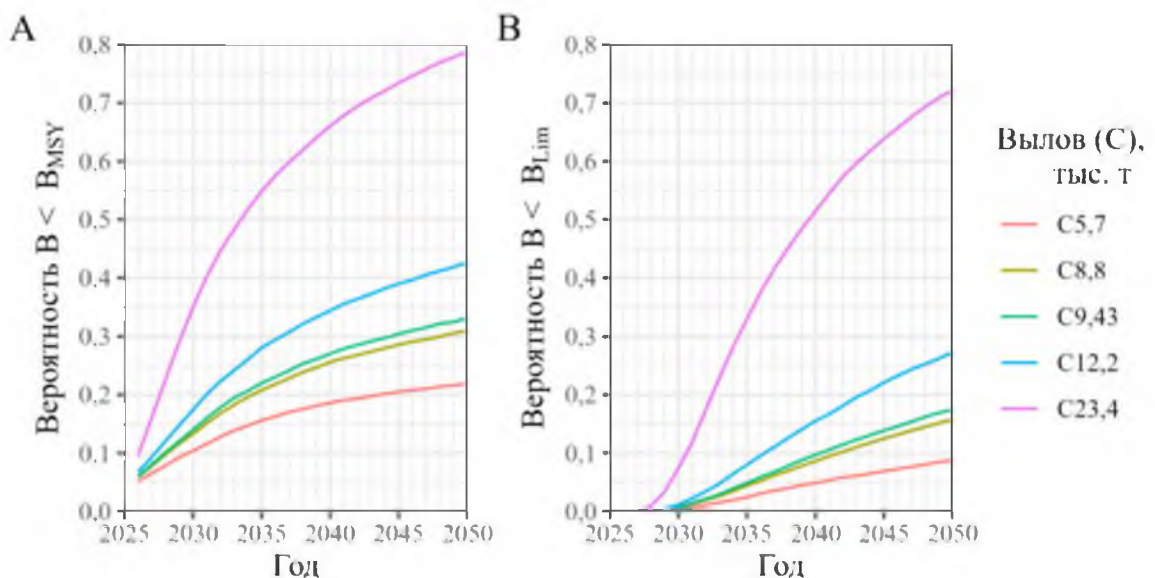 A
Вероятность B < B_MSY
0,8
0,7
0,6
0,5
0,4
0,3
0,2
0,1
0,0
2025 2030 2035 2040 2045 2050
Год
B
Вероятность B < B_Lim
0,8
0,7
0,6
0,5
0,4
0,3
0,2
0,1
0,0
2025 2030 2035 2040 2045 2050
Год
Вылов (С),
тыс. т
C5,7
C8,8
C9,43
C12,2
C23,4